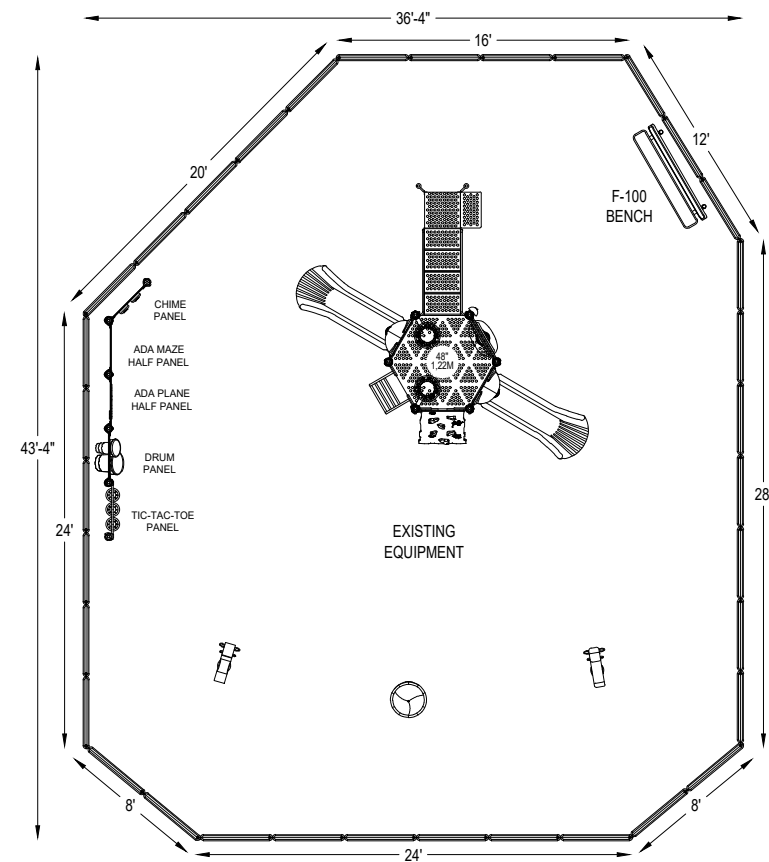 36'-4"
16'
20'
12'
F-100
BENCH
CHIME
PANEL
ADA MAZE
HALF PANEL
48"
1,22M
ADA PLANE
HALF PANEL
43'-4"
DRUM
PANEL
28
TIC-TAC-TOE
PANEL
24'
EXISTING
EQUIPMENT
8'
8'
24'